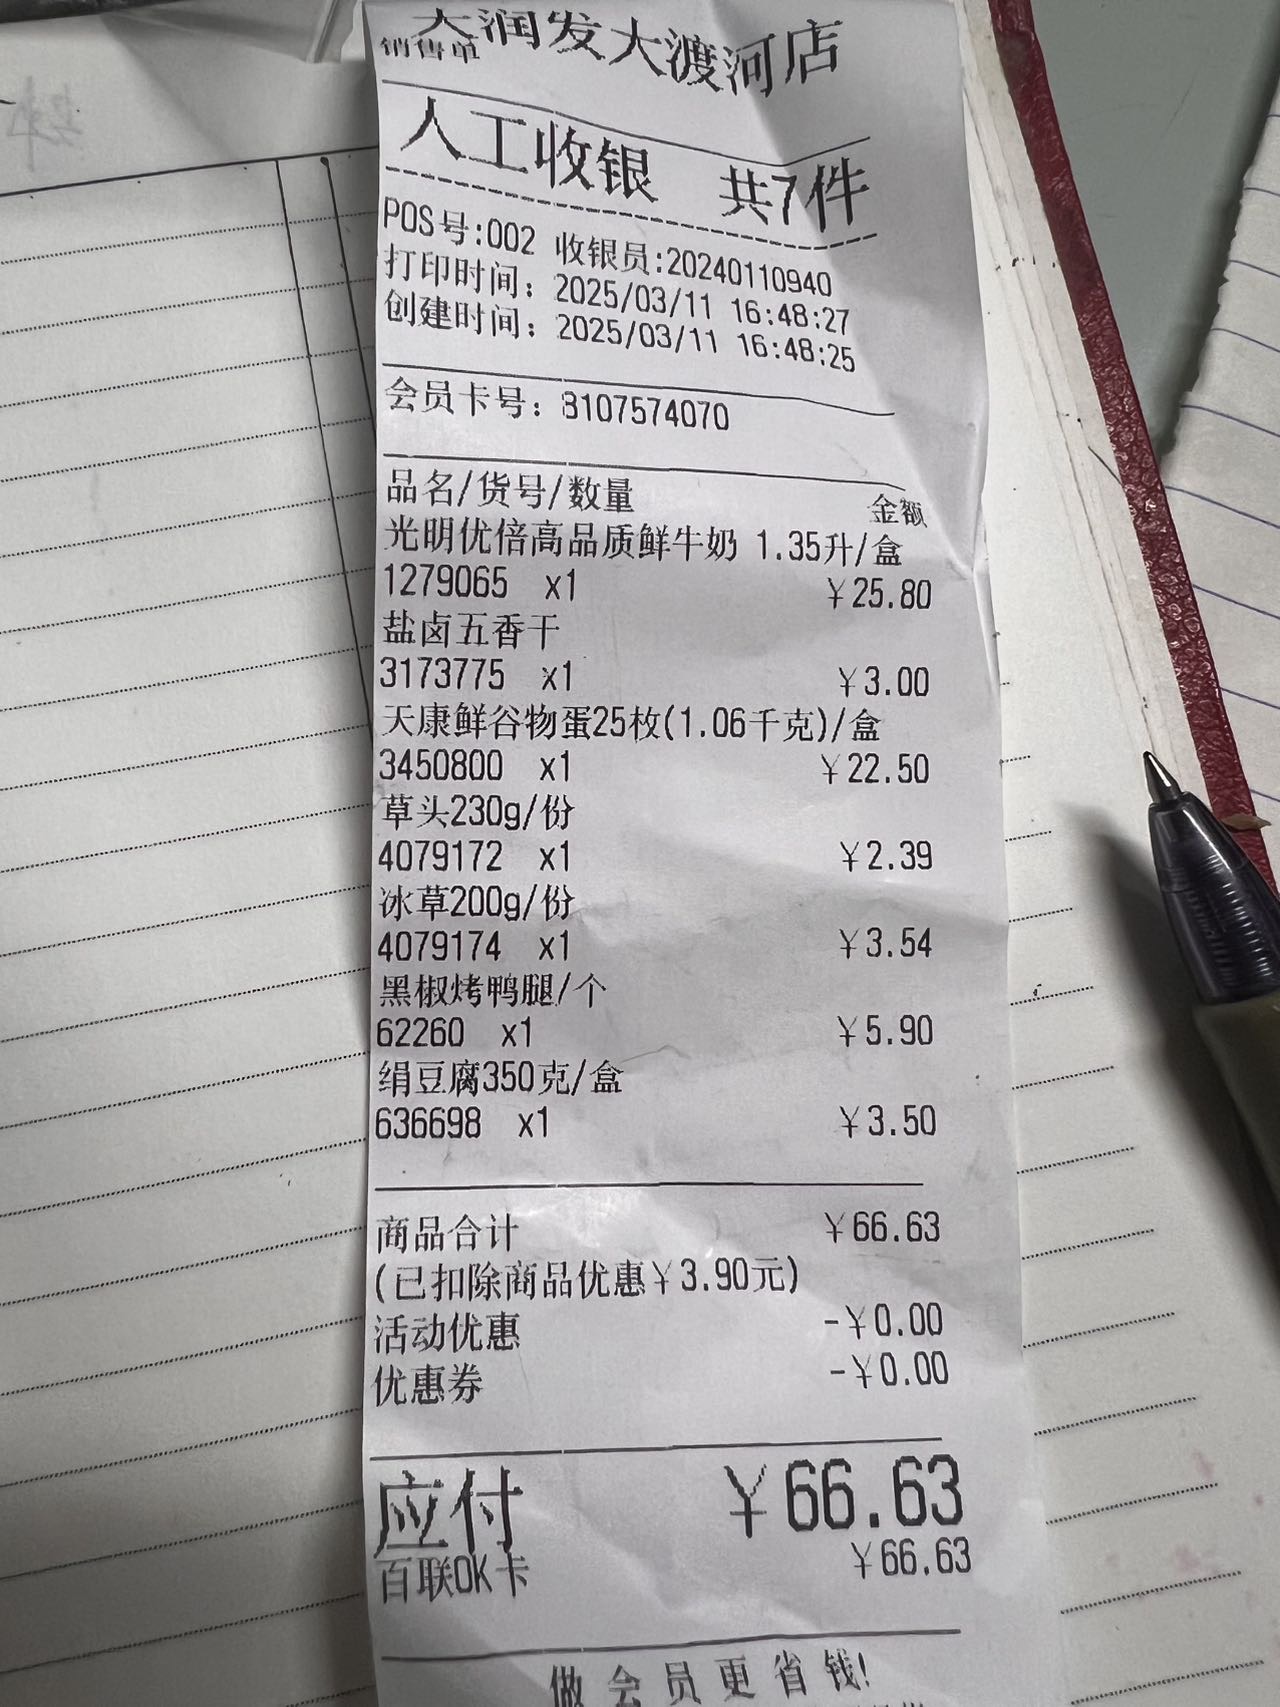 大润发大渡河店
销售单
人工收银 共7件
POS号:002 收银员:20240110940
打印时间: 2025/03/11 16:48:27
创建时间: 2025/03/11 16:48:25
会员卡号: 8107574070
品名/货号/数量 金额
光明优倍高品质鲜牛奶 1.35升/盒
1279065 x1 ¥25.80
盐卤五香干
3173775 x1 ¥3.00
天康鲜谷物蛋25枚(1.06千克)/盒
3450800 x1 ¥22.50
草头230g/份
4079172 x1 ¥2.39
冰草200g/份
4079174 x1 ¥3.54
黑椒烤鸭腿/个
62260 x1 ¥5.90
绢豆腐350克/盒
636698 x1 ¥3.50
商品合计 ¥66.63
(已扣除商品优惠¥3.90元)
活动优惠 -¥0.00
优惠券 -¥0.00
应付 ¥66.63
百联OK卡 ¥66.63
做会员更省钱!